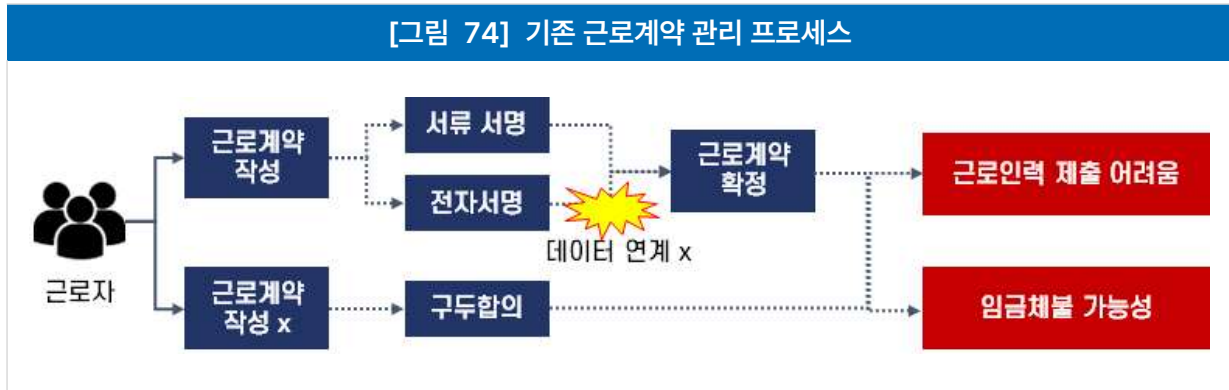 [그림 74] 기존 근로계약 관리 프로세스
근로계약
작성
서류 서명
전자서명
데이터 연계 x
근로계약
확정
근로인력 제출 어려움
근로자
근로계약
작성 x
구두합의
임금체불 가능성